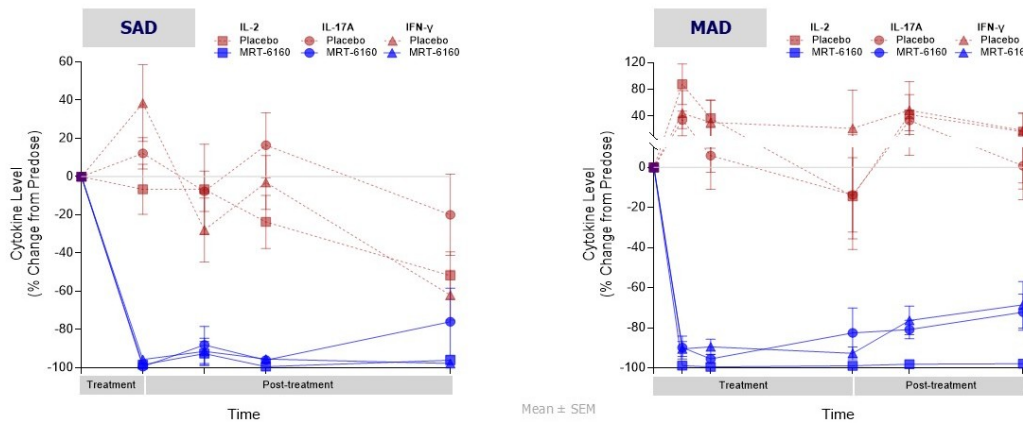 SAD
IL-2 IL-17A IFN-γ
Placebo Placebo Placebo
MRT-6160 MRT-6160 MRT-6160
Cytokine Level
(% Change from Predose)
60
40
20
0
-20
-40
-60
-80
-100
Treatment Post-treatment
Time
Mean ± SEM
MAD
IL-2 IL-17A IFN-γ
Placebo Placebo Placebo
MRT-6160 MRT-6160 MRT-6160
Cytokine Level
(% Change from Predose)
120
80
40
0
-20
-40
-60
-80
-100
Treatment Post-treatment
Time